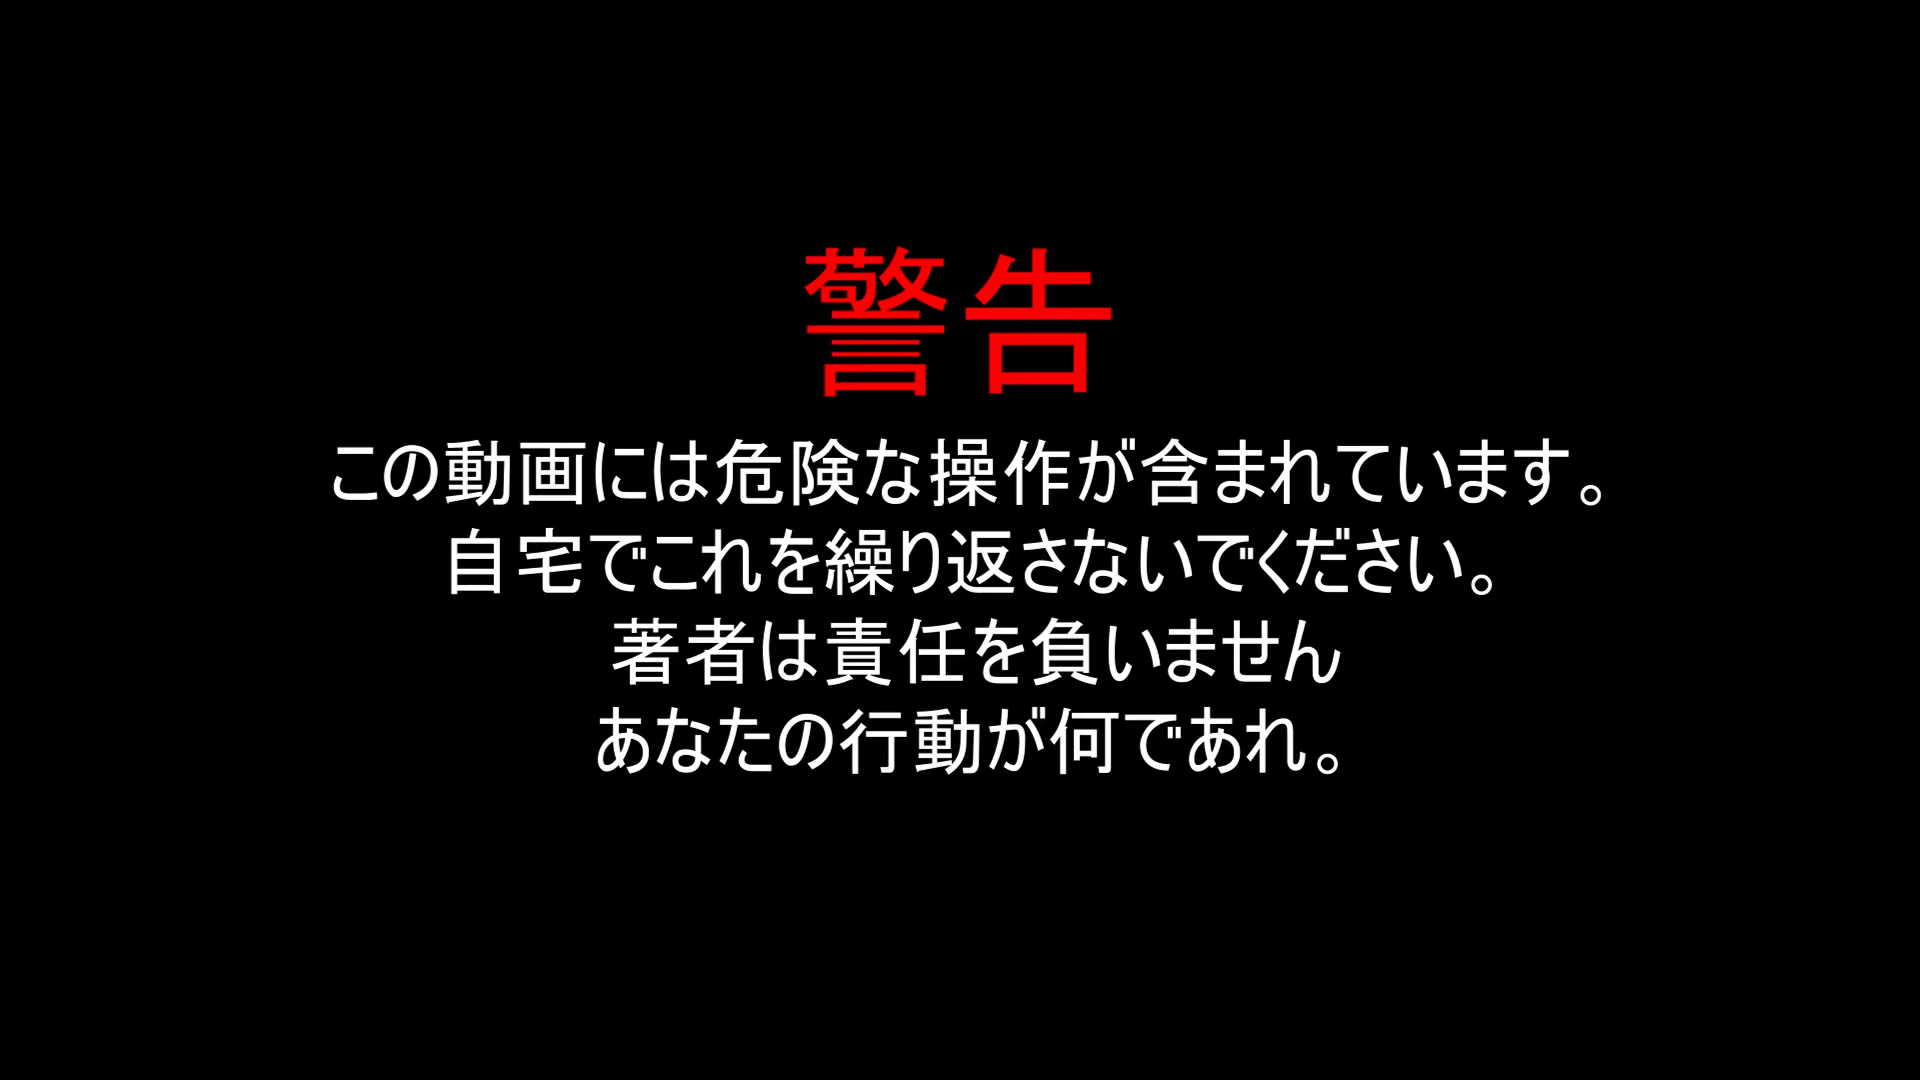 警告
この動画には危険な操作が含まれています。
自宅でこれを繰り返さないでください。
著者は責任を負いません
あなたの行動が何であれ。